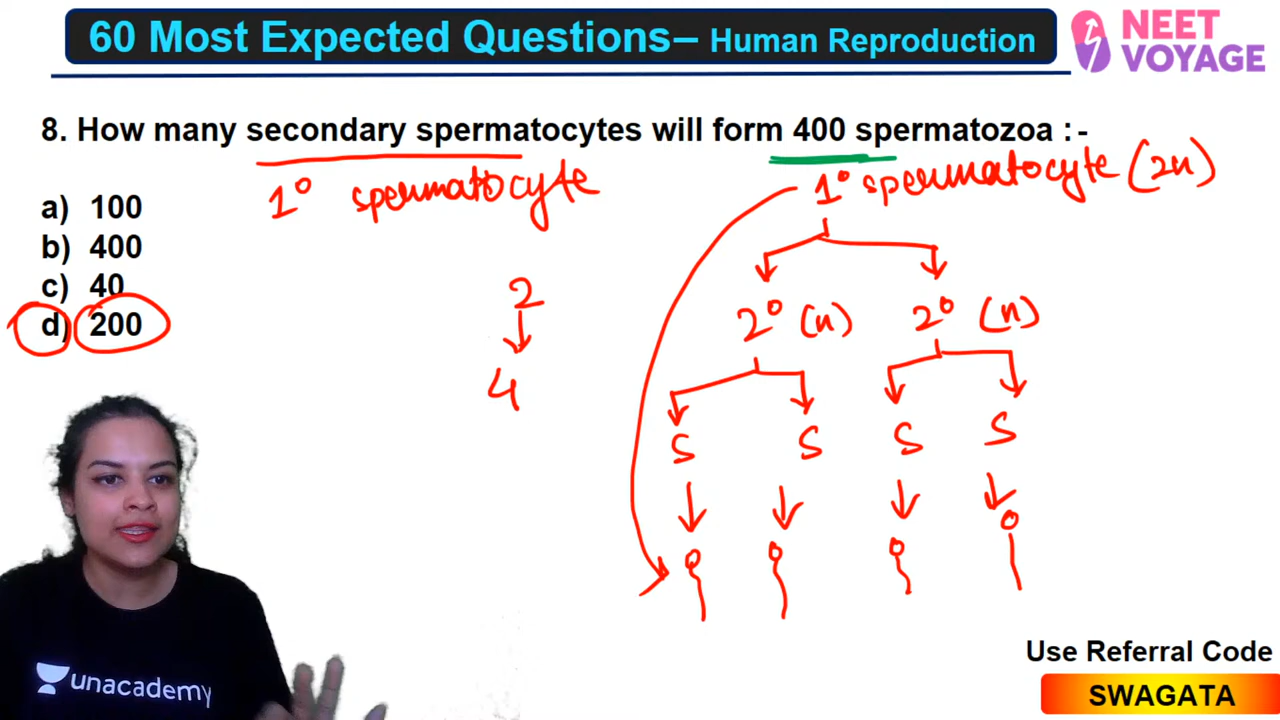 60 Most Expected Questions– Human Reproduction
NEET
VOYAGE
8. How many secondary spermatocytes will form 400 spermatozoa :-
1° spermatocyte
1° spermatocyte (2n)
a) 100
b) 400
c) 40
d) 200
2
4
2° (n) 2° (n)
S S S S
unacademy
Use Referral Code
SWAGATA